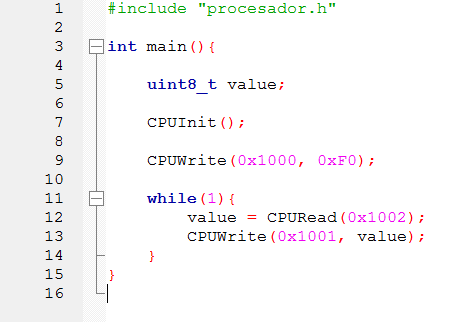 1 #include "procesador.h"
2
3 int main(){
4
5 uint8_t value;
6
7 CPUInit();
8
9 CPUWrite(0x1000, 0xF0);
10
11 while(1){
12 value = CPURead(0x1002);
13 CPUWrite(0x1001, value);
14 }
15 }
16